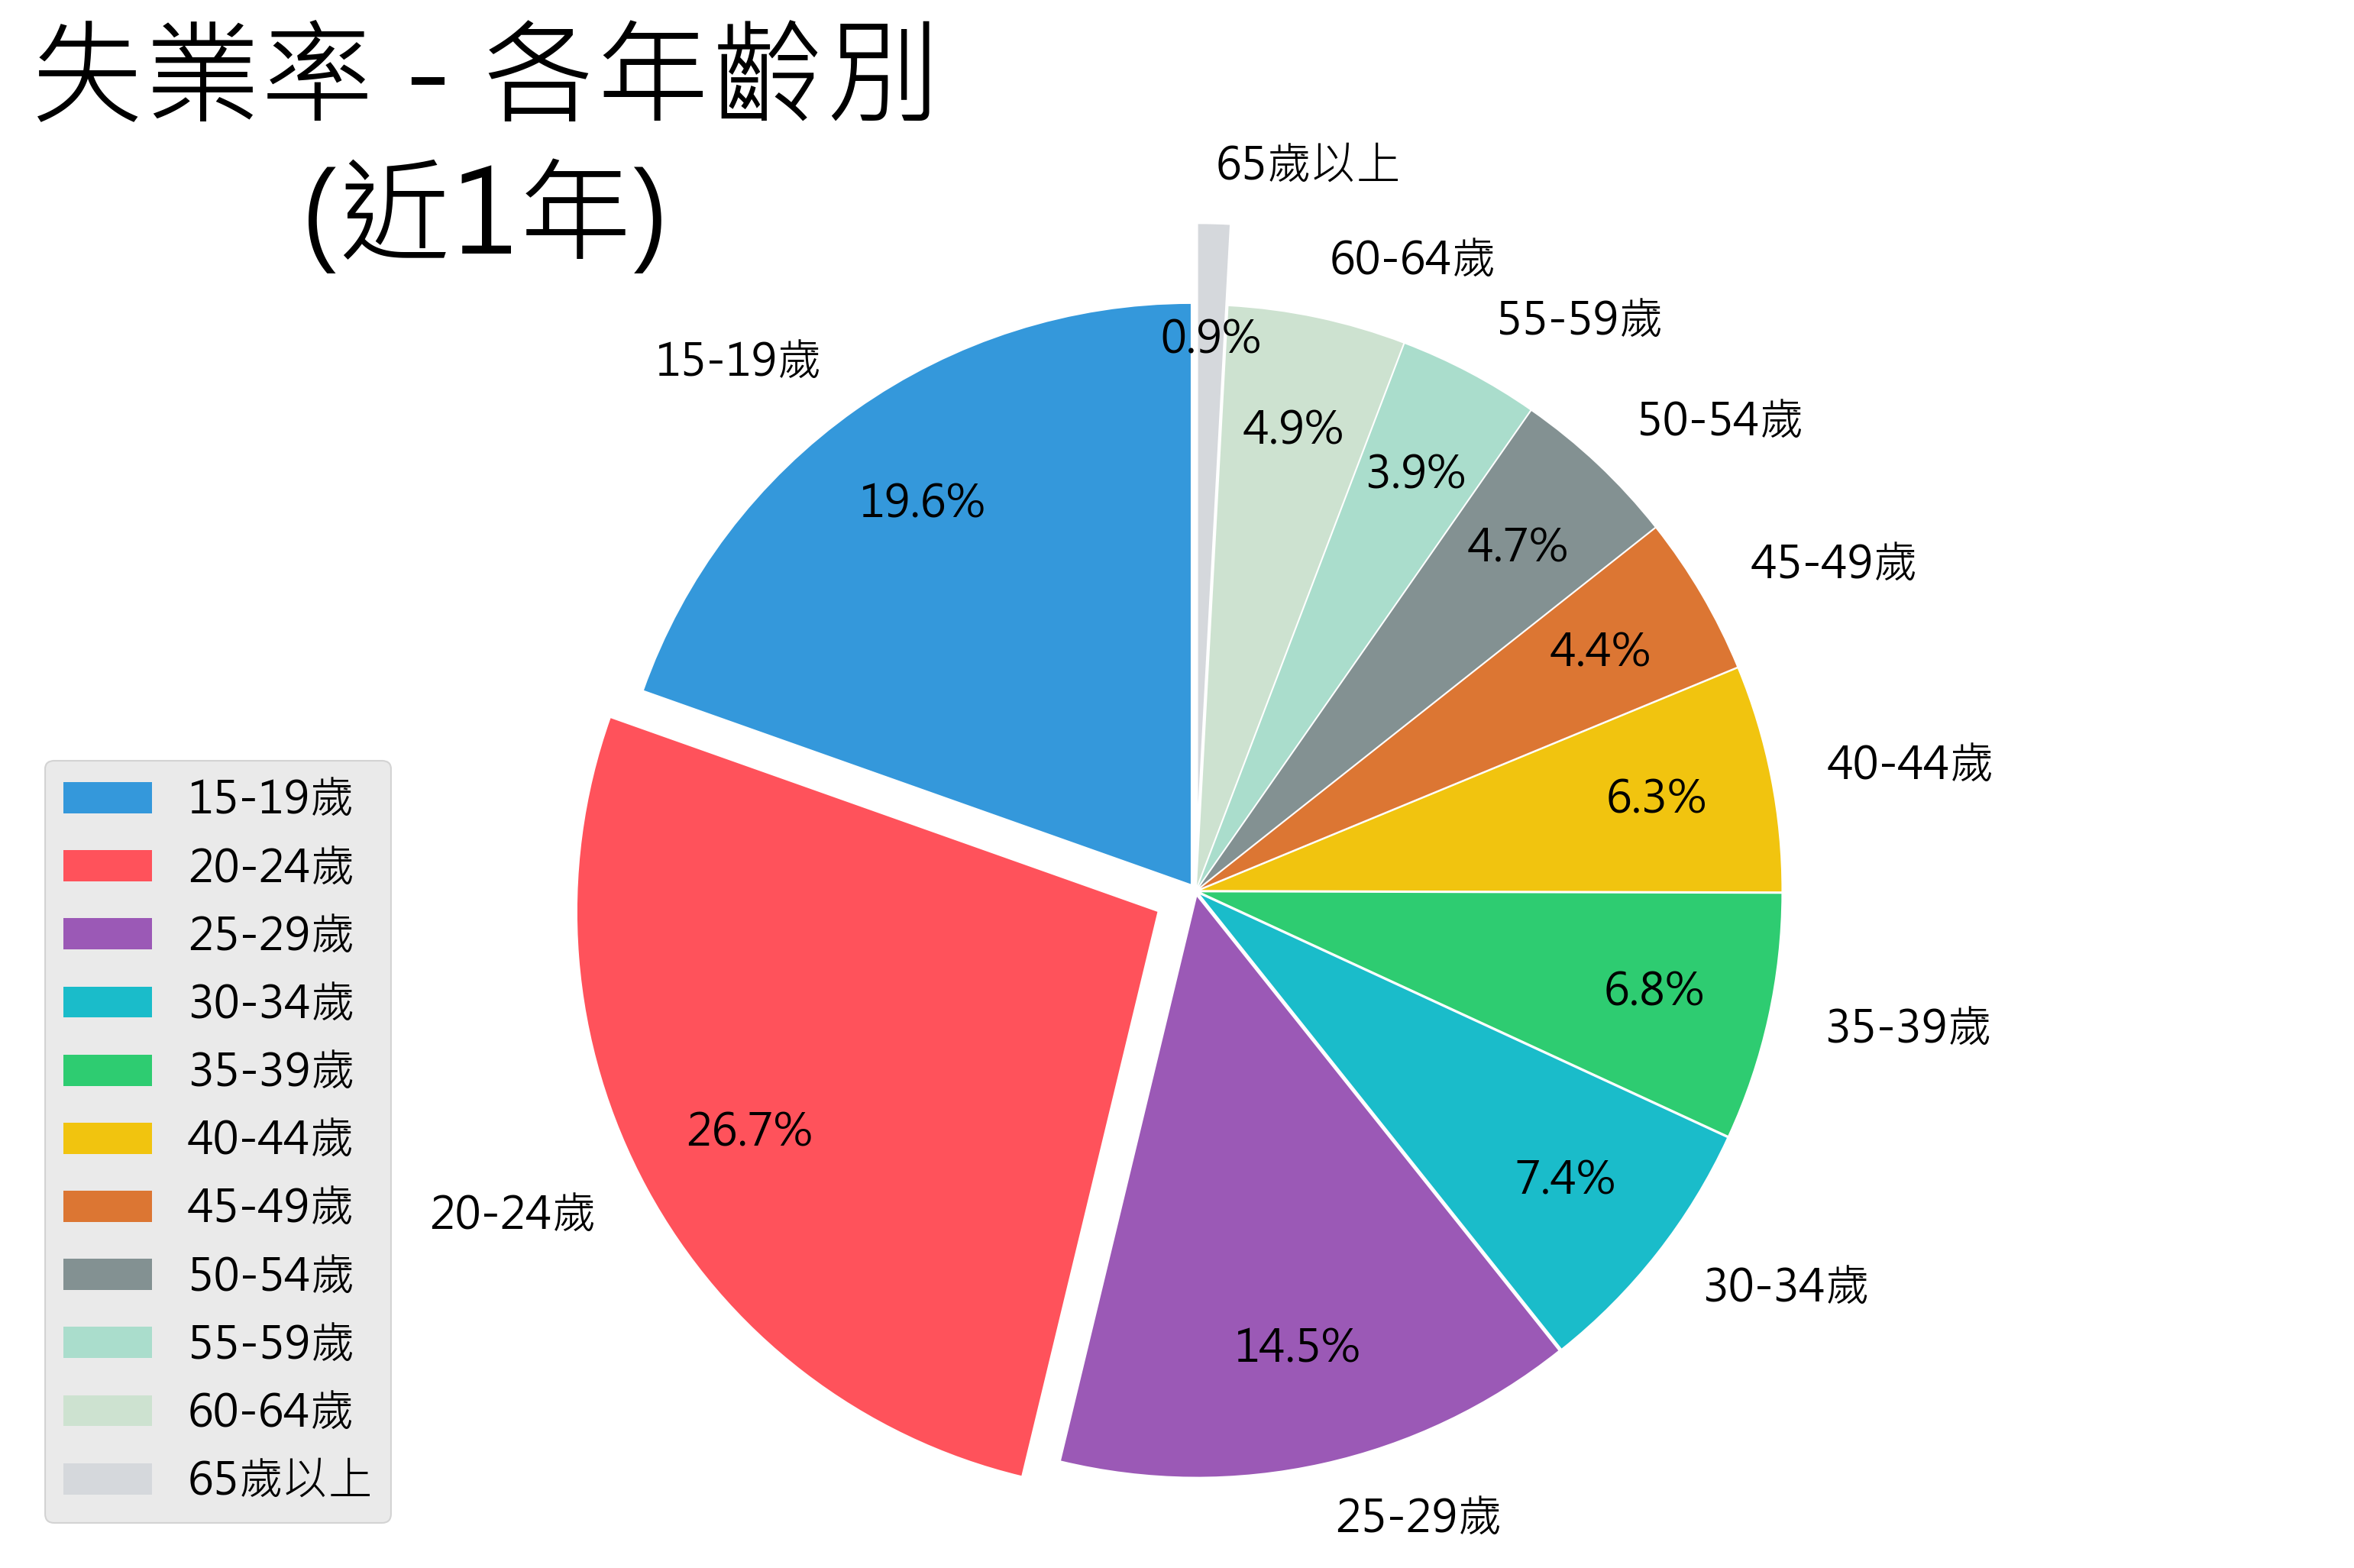 失業率 - 各年齡別
(近1年)
65歲以上
60-64歲
55-59歲
50-54歲
45-49歲
40-44歲
35-39歲
30-34歲
25-29歲
20-24歲
15-19歲
0.9%
4.9%
3.9%
4.7%
4.4%
6.3%
6.8%
7.4%
14.5%
26.7%
19.6%
15-19歲
20-24歲
25-29歲
30-34歲
35-39歲
40-44歲
45-49歲
50-54歲
55-59歲
60-64歲
65歲以上